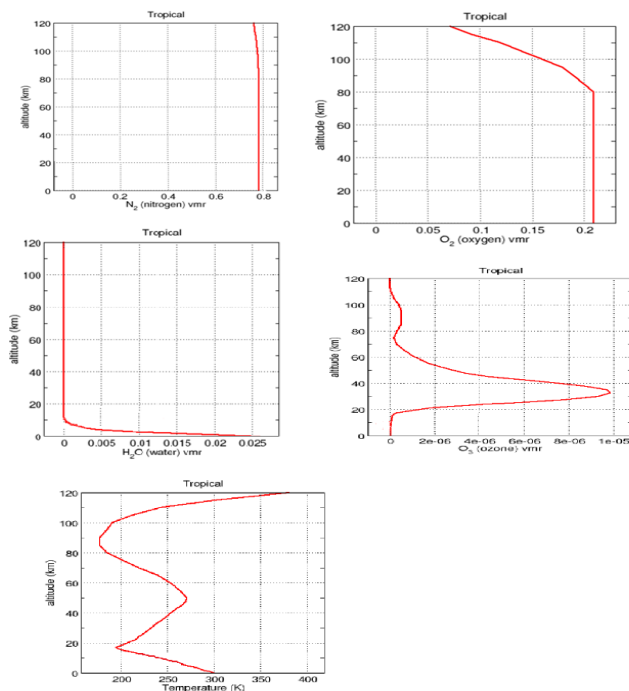 Tropical
120
100
80
60
40
20
0
altitude (km)
0 0.2 0.4 0.6 0.8
N2 (nitrogen) vmr
Tropical
120
100
80
60
40
20
0
altitude (km)
0 0.05 0.1 0.15 0.2
O2 (oxygen) vmr
Tropical
120
100
80
60
40
20
0
altitude (km)
0 0.005 0.01 0.015 0.02 0.025
H2O (water) vmr
Tropical
120
100
80
60
40
20
0
altitude (km)
0 2e-06 4e-06 6e-06 8e-06 1e-05
O3 (ozone) vmr
Tropical
120
100
80
60
40
20
0
altitude (km)
200 250 300 350 400
Temperature [K]